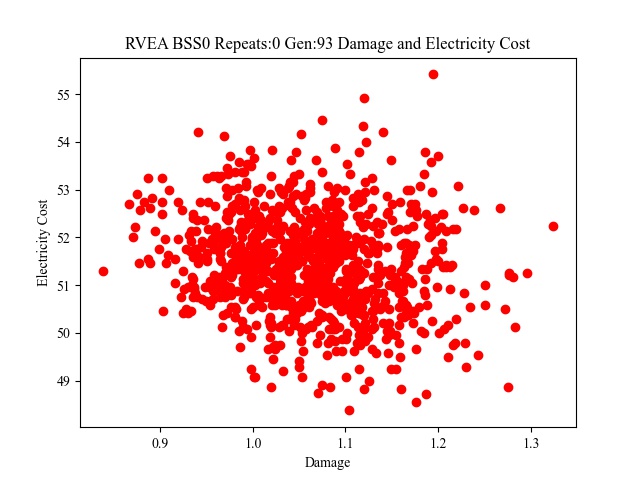 RVEA BSS0 Repeats:0 Gen:93 Damage and Electricity Cost
55
54
53
52
51
50
49
Electricity Cost
0.9 1.0 1.1 1.2 1.3
Damage